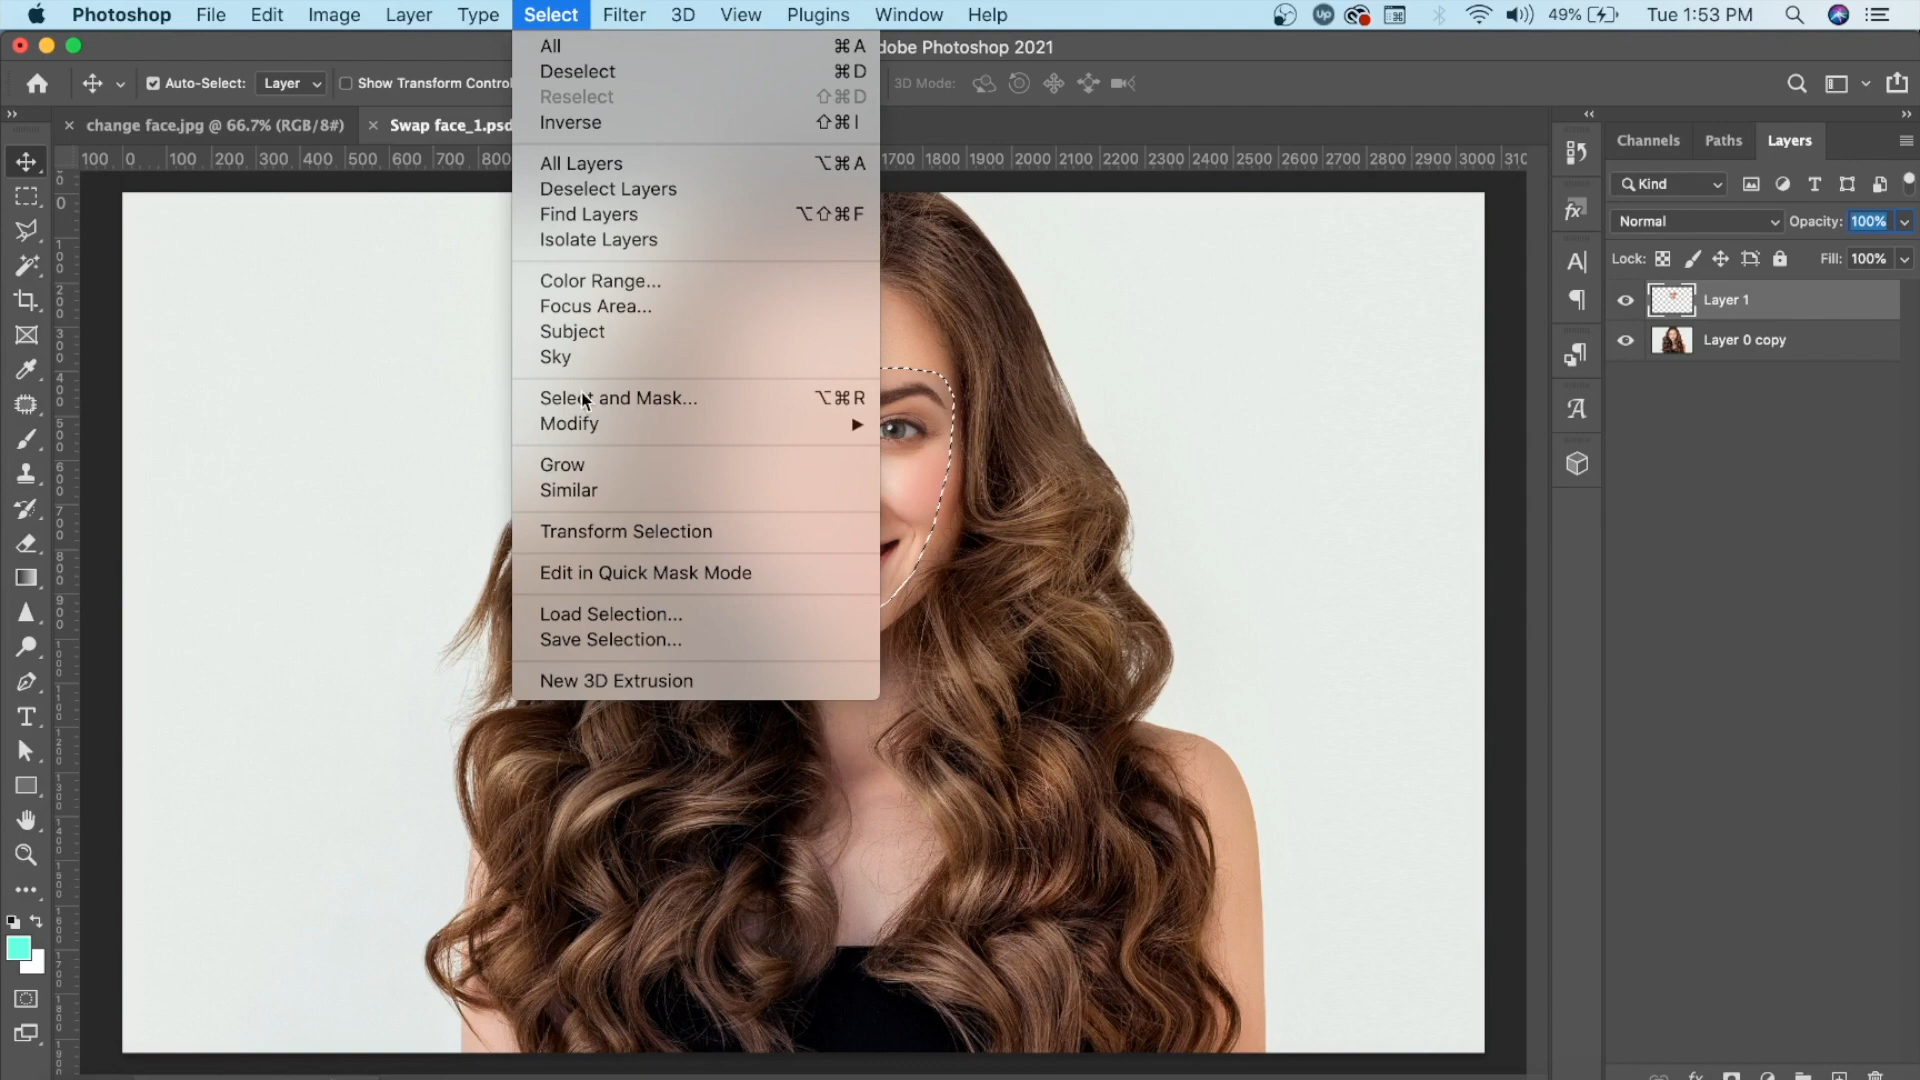 Photoshop File Edit Image Layer Type Select Filter 3D View Plugins Window Help Up 49% Tue 1:53 PM
dobe Photoshop 2021
Auto-Select: Layer Show Transform Control 3D Mode:
change face.jpg @ 66.7% (RGB/8#) Swap face_1.psd
100 0 100 200 300 400 500 600 700 800 1700 1800 1900 2000 2100 2200 2300 2400 2500 2600 2700 2800 2900 3000 310
All ⌘A
Deselect ⌘D
Reselect ⇧⌘D
Inverse ⇧⌘I
All Layers ⌥⌘A
Deselect Layers
Find Layers ⌥⇧⌘F
Isolate Layers
Color Range...
Focus Area...
Subject
Sky
Select and Mask... ⌥⌘R
Modify
Grow
Similar
Transform Selection
Edit in Quick Mask Mode
Load Selection...
Save Selection...
New 3D Extrusion
Channels Paths Layers
Kind
Normal Opacity: 100%
Lock: Fill: 100%
Layer 1
Layer 0 copy